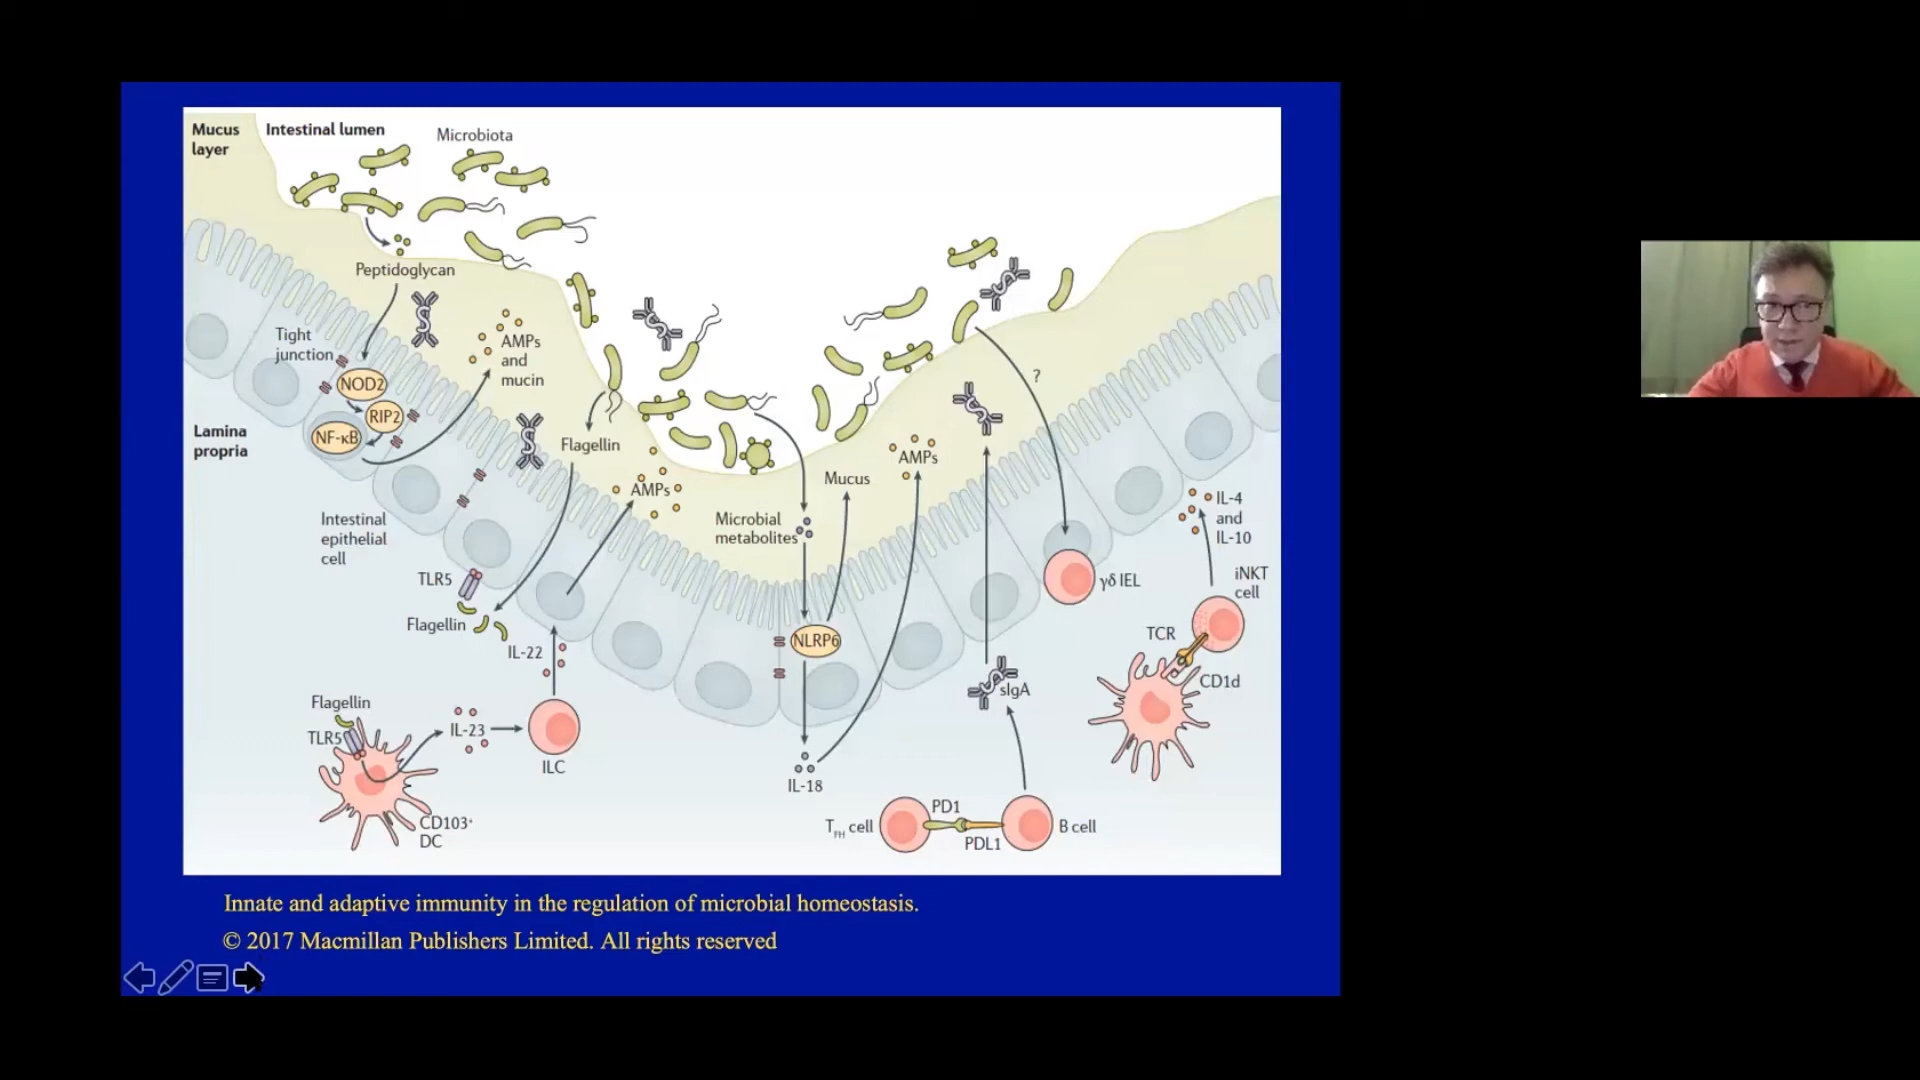 Mucus
layer
Intestinal lumen
Microbiota
Peptidoglycan
Tight
junction
AMPs
and
mucin
NOD2
RIP2
NF-κB
Lamina
propria
Flagellin
AMPs
Intestinal
epithelial
cell
TLR5
Flagellin
IL-22
Flagellin
TLR5
IL-23
ILC
CD103+
DC
Microbial
metabolites
Mucus
AMPs
NLRP6
IL-18
?
γδ IEL
sIgA
TFH cell
PD1
PDL1
B cell
IL-4
and
IL-10
iNKT
cell
TCR
CD1d
Innate and adaptive immunity in the regulation of microbial homeostasis.
© 2017 Macmillan Publishers Limited. All rights reserved